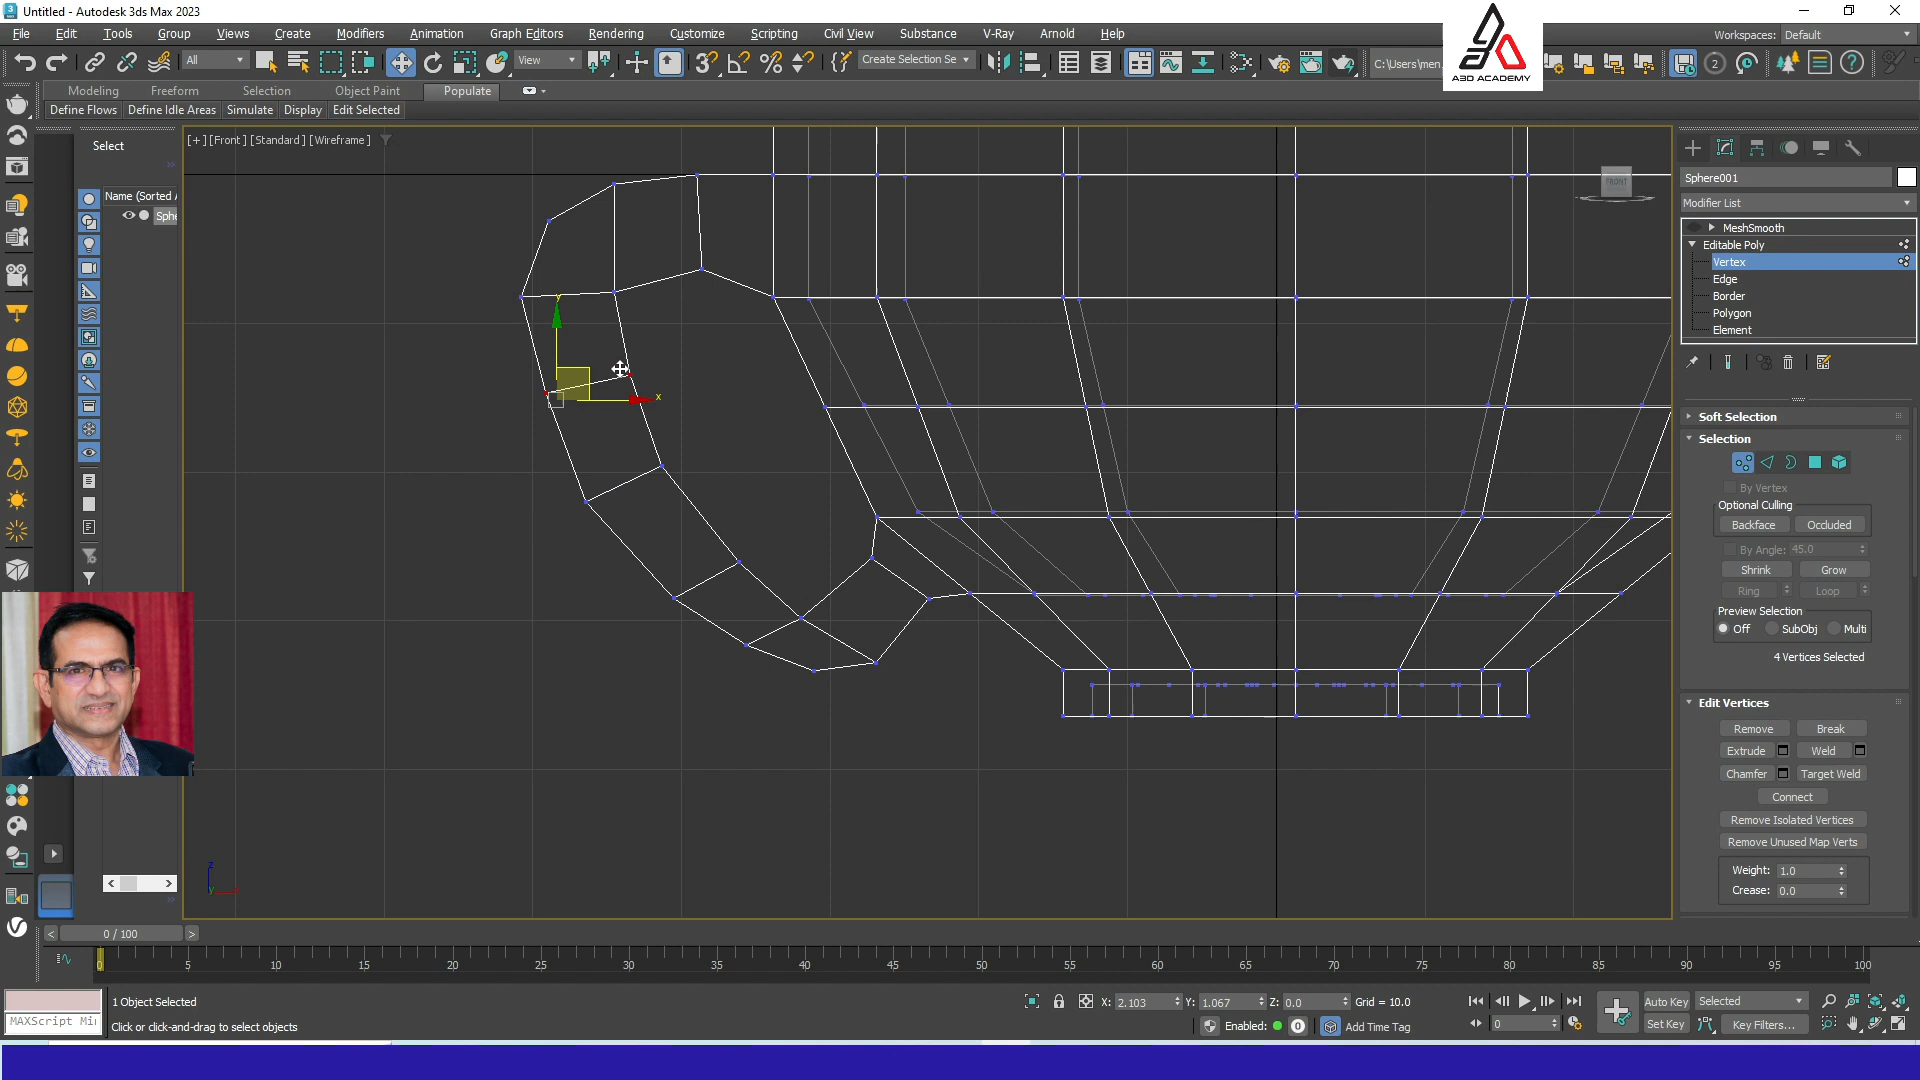 Untitled - Autodesk 3ds Max 2023
File Edit Tools Group Views Create Modifiers Animation Graph Editors Rendering Customize Scripting Civil View Substance V-Ray Arnold Help
Workspaces: Default
All
View
Create Selection Se
C:\Users\men
A3D ACADEMY
Modeling Freeform Selection Object Paint Populate
Define Flows Define Idle Areas Simulate Display Edit Selected
Select
Name (Sorted A
Sphe
[+] [Front] [Standard] [Wireframe]
FRONT
y
x
z
Sphere001
Modifier List
MeshSmooth
Editable Poly
Vertex
Edge
Border
Polygon
Element
Soft Selection
Selection
By Vertex
Optional Culling
Backface Occluded
By Angle: 45.0
Shrink Grow
Ring Loop
Preview Selection
Off SubObj Multi
4 Vertices Selected
Edit Vertices
Remove Break
Extrude Weld
Chamfer Target Weld
Connect
Remove Isolated Vertices
Remove Unused Map Verts
Weight: 1.0
Crease: 0.0
< 0 / 100 >
0 5 10 15 20 25 30 35 40 45 50 55 60 65 70 75 80 85 90 95 100
1 Object Selected
X: 2.103 Y: 1.067 Z: 0.0 Grid = 10.0
Auto Key Selected
MAXScript Mi
Click or click-and-drag to select objects
Enabled: 0 Add Time Tag
0
Set Key Key Filters...